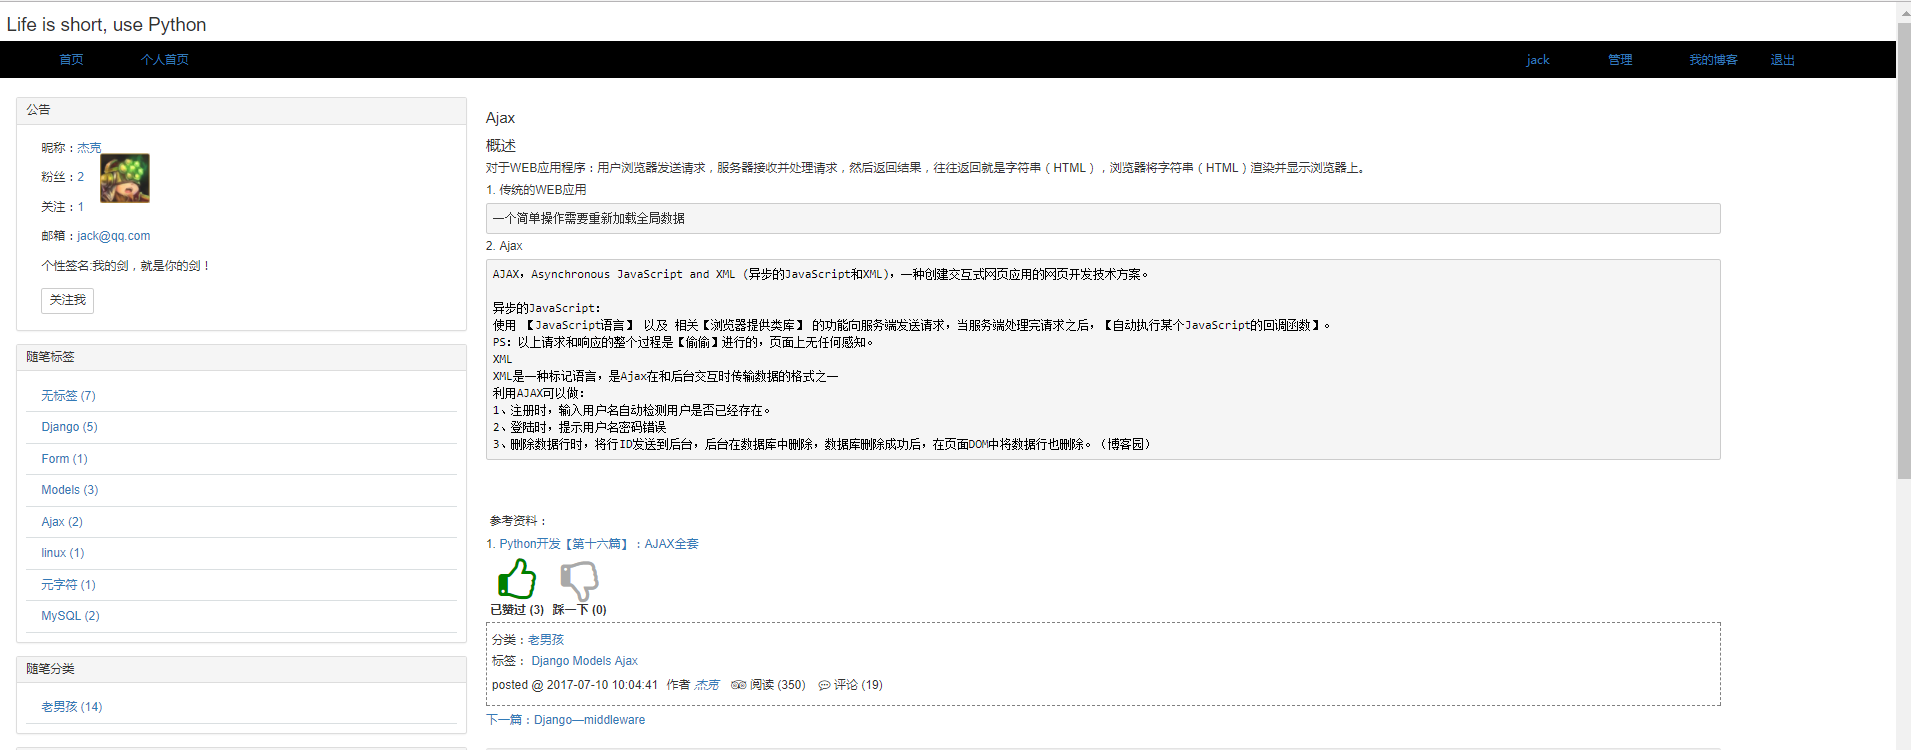 Life is short, use Python
首页 个人首页 jack 管理 我的博客 退出
公告
昵称：杰克
粉丝：2
关注：1
邮箱：jack@qq.com
个性签名:我的剑，就是你的剑！
关注我
随笔标签
无标签 (7)
Django (5)
Form (1)
Models (3)
Ajax (2)
linux (1)
元字符 (1)
MySQL (2)
随笔分类
老男孩 (14)
Ajax
概述
对于WEB应用程序：用户浏览器发送请求，服务器接收并处理请求，然后返回结果，往往返回就是字符串（HTML），浏览器将字符串（HTML）渲染并显示浏览器上。
1. 传统的WEB应用
一个简单操作需要重新加载全局数据
2. Ajax
AJAX，Asynchronous JavaScript and XML (异步的JavaScript和XML)，一种创建交互式网页应用的网页开发技术方案。
异步的JavaScript：
使用 【JavaScript语言】 以及 相关【浏览器提供类库】 的功能向服务端发送请求，当服务端处理完请求之后，【自动执行某个JavaScript的回调函数】。
PS：以上请求和响应的整个过程是【偷偷】进行的，页面上无任何感知。
XML
XML是一种标记语言，是Ajax在和后台交互时传输数据的格式之一
利用AJAX可以做：
1、注册时，输入用户名自动检测用户是否已经存在。
2、登陆时，提示用户名密码错误
3、删除数据行时，将行ID发送到后台，后台在数据库中删除，数据库删除成功后，在页面DOM中将数据行也删除。（博客园）
参考资料：
1. Python开发【第十六篇】：AJAX全套
已赞过 (3) 踩一下 (0)
分类：老男孩
标签： Django Models Ajax
posted @ 2017-07-10 10:04:41 作者 杰克 阅读 (350) 评论 (19)
下一篇：Django—middleware